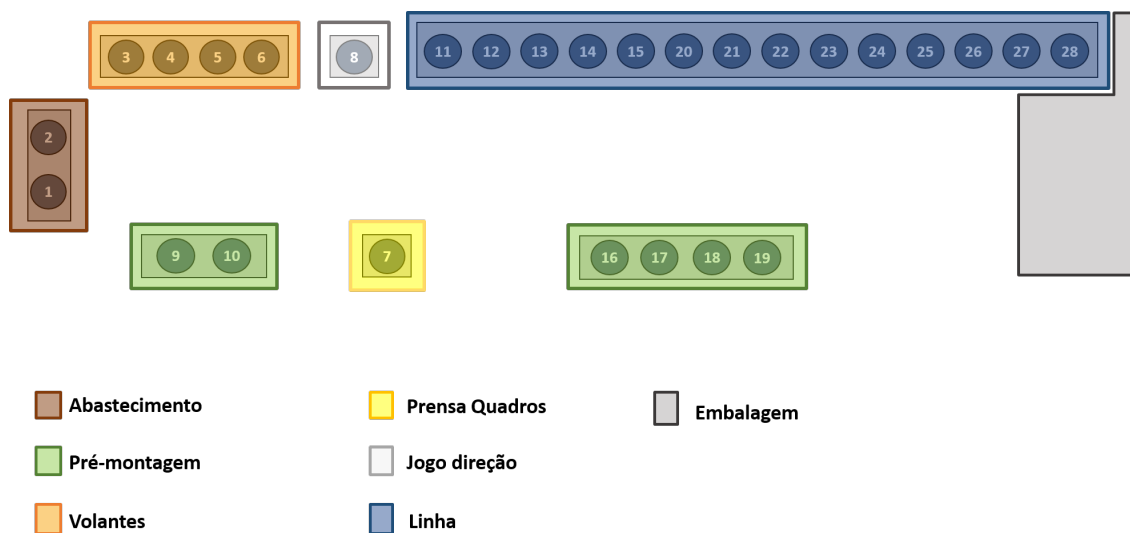 3 4 5 6 8 11 12 13 14 15 20 21 22 23 24 25 26 27 28
2
1
9 10 7 16 17 18 19
Abastecimento Prensa Quadros Embalagem
Pré-montagem Jogo direção
Volantes Linha